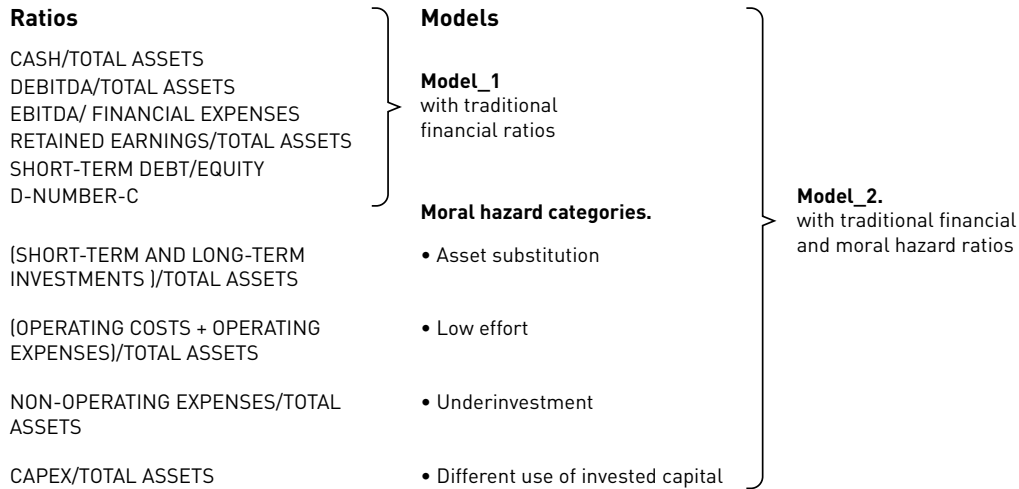 Ratios
CASH/TOTAL ASSETS
DEBITDA/TOTAL ASSETS
EBITDA/ FINANCIAL EXPENSES
RETAINED EARNINGS/TOTAL ASSETS
SHORT-TERM DEBT/EQUITY
D-NUMBER-C
(SHORT-TERM AND LONG-TERM
INVESTMENTS )/TOTAL ASSETS
(OPERATING COSTS + OPERATING
EXPENSES)/TOTAL ASSETS
NON-OPERATING EXPENSES/TOTAL
ASSETS
CAPEX/TOTAL ASSETS
Models
Model_1
with traditional
financial ratios
Moral hazard categories.
• Asset substitution
• Low effort
• Underinvestment
• Different use of invested capital
Model_2.
with traditional financial
and moral hazard ratios